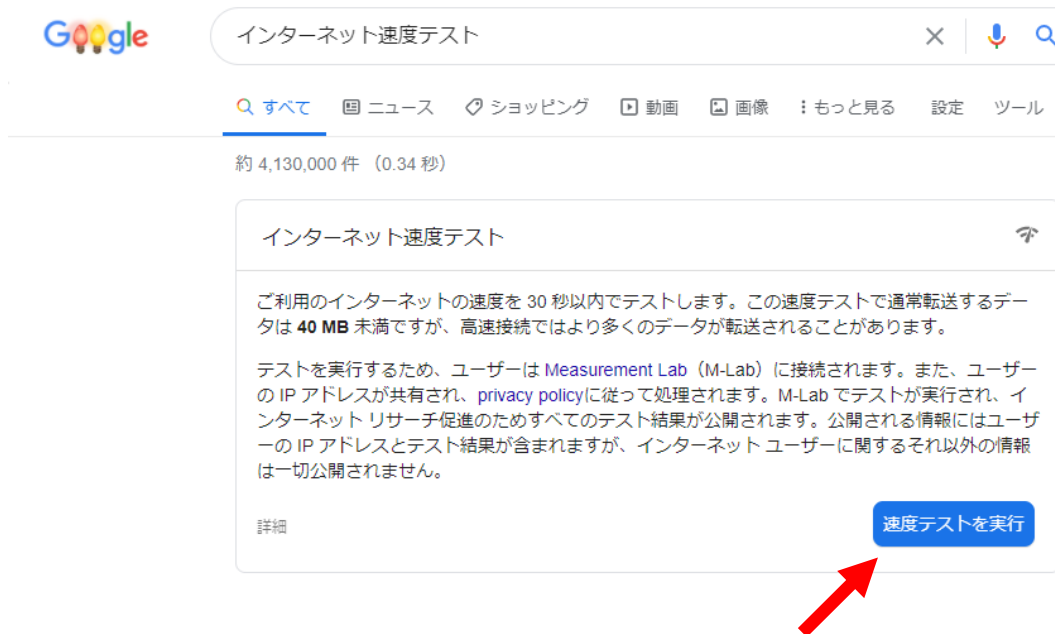 Google
インターネット速度テスト
すべて ニュース ショッピング 動画 画像 もっと見る 設定 ツール
約 4,130,000 件 （0.34 秒）
インターネット速度テスト
ご利用のインターネットの速度を 30 秒以内でテストします。この速度テストで通常転送するデー
タは 40 MB 未満ですが、高速接続ではより多くのデータが転送されることがあります。
テストを実行するため、ユーザーは Measurement Lab（M-Lab）に接続されます。また、ユーザー
の IP アドレスが共有され、privacy policyに従って処理されます。M-Lab でテストが実行され、イ
ンターネット リサーチ促進のためすべてのテスト結果が公開されます。公開される情報にはユーザ
ーの IP アドレスとテスト結果が含まれますが、インターネット ユーザーに関するそれ以外の情報
は一切公開されません。
詳細
速度テストを実行